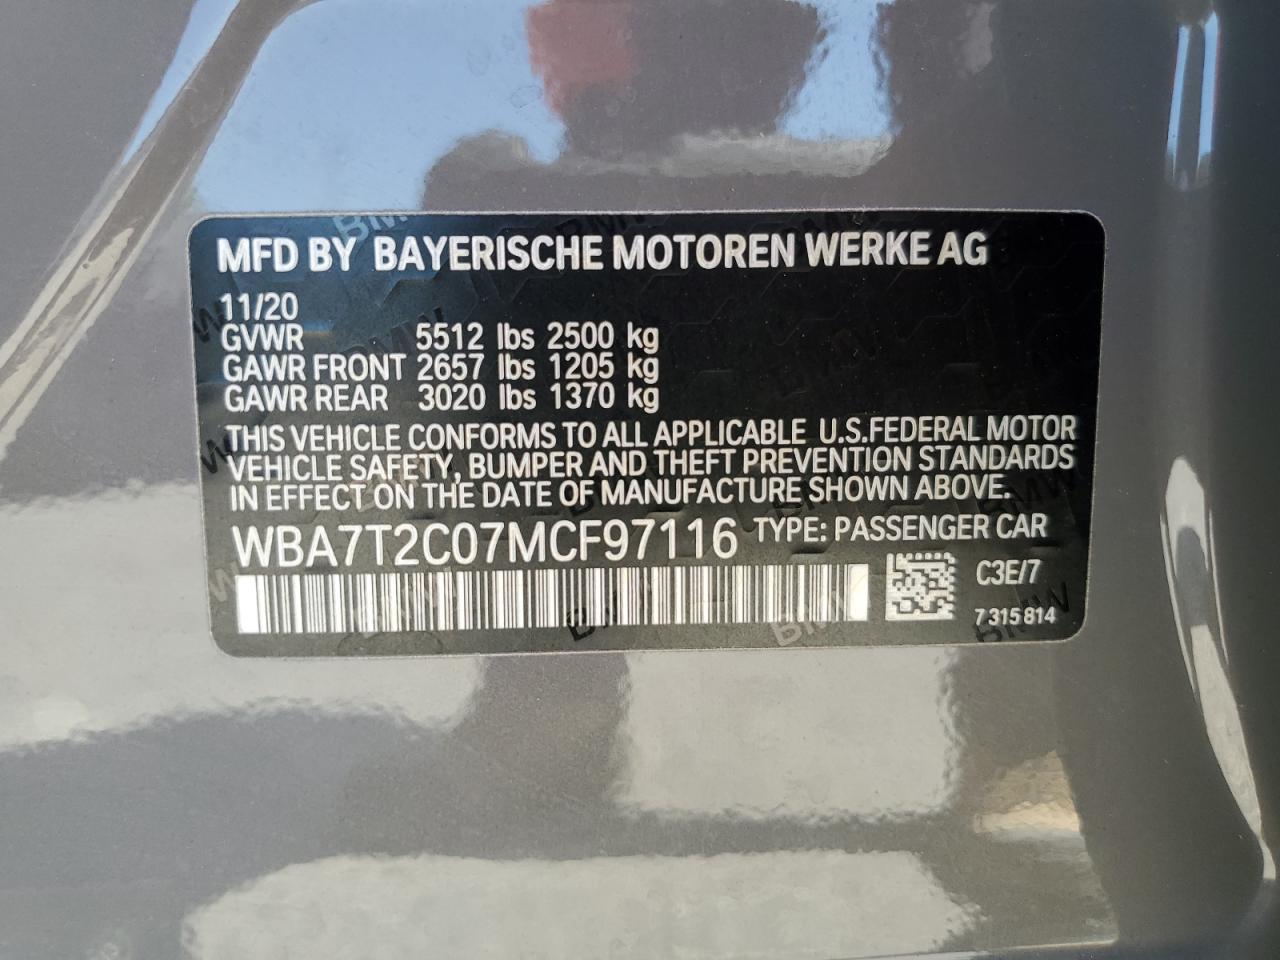 MFD BY BAYERISCHE MOTOREN WERKE AG
11/20
GVWR 5512 lbs 2500 kg
GAWR FRONT 2657 lbs 1205 kg
GAWR REAR 3020 lbs 1370 kg
THIS VEHICLE CONFORMS TO ALL APPLICABLE U.S.FEDERAL MOTOR
VEHICLE SAFETY, BUMPER AND THEFT PREVENTION STANDARDS
IN EFFECT ON THE DATE OF MANUFACTURE SHOWN ABOVE.
WBA7T2C07MCF97116 TYPE: PASSENGER CAR
C3E/7
7 315 814